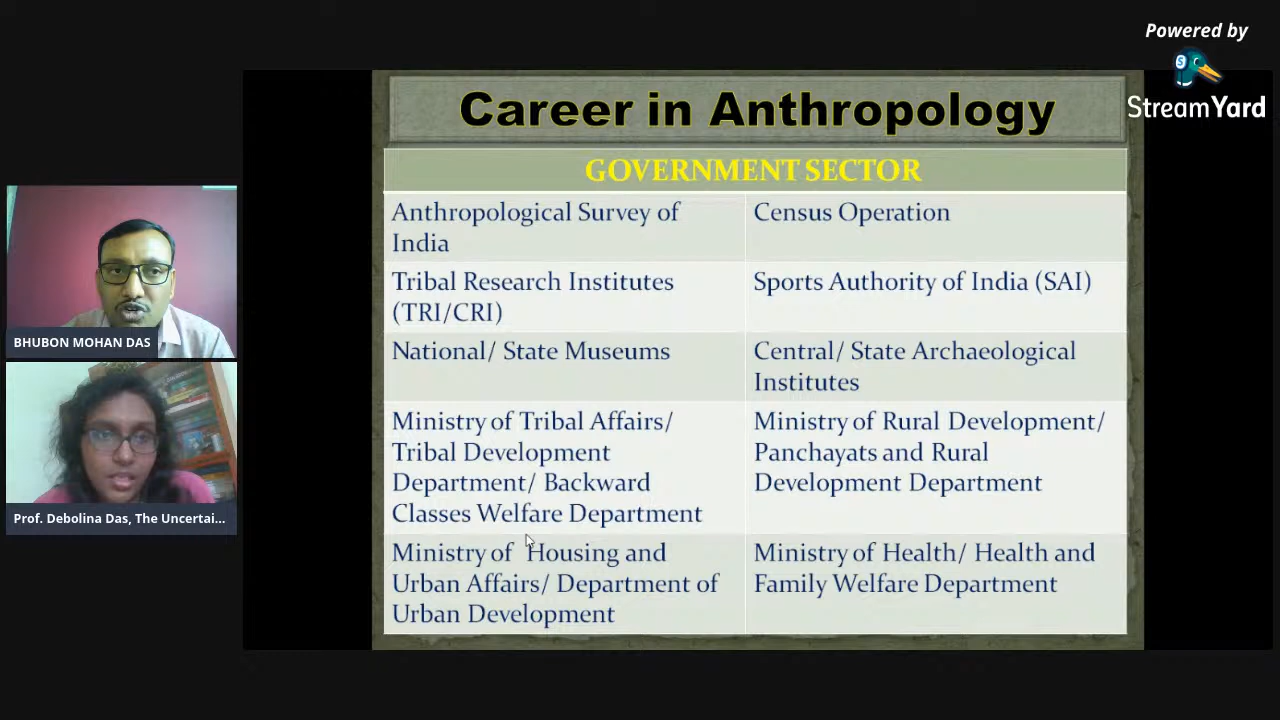 Powered by
StreamYard
Career in Anthropology
GOVERNMENT SECTOR
Anthropological Survey of
India
Census Operation
Tribal Research Institutes
(TRI/CRI)
Sports Authority of India (SAI)
National/ State Museums
Central/ State Archaeological
Institutes
Ministry of Tribal Affairs/
Tribal Development
Department/ Backward
Classes Welfare Department
Ministry of Rural Development/
Panchayats and Rural
Development Department
Ministry of Housing and
Urban Affairs/ Department of
Urban Development
Ministry of Health/ Health and
Family Welfare Department
BHUBON MOHAN DAS
Prof. Debolina Das, The Uncertai...